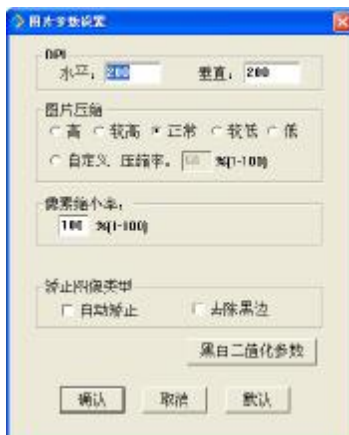 图片参数设置
DPI
水平: 200 垂直: 200
图片压缩
高 较高 正常 较低 低
自定义 压缩率: %(1-100)
像素缩小率:
100 %(1-100)
矫正图像类型
自动矫正 去除黑边
黑白二值化参数
确认 取消 默认